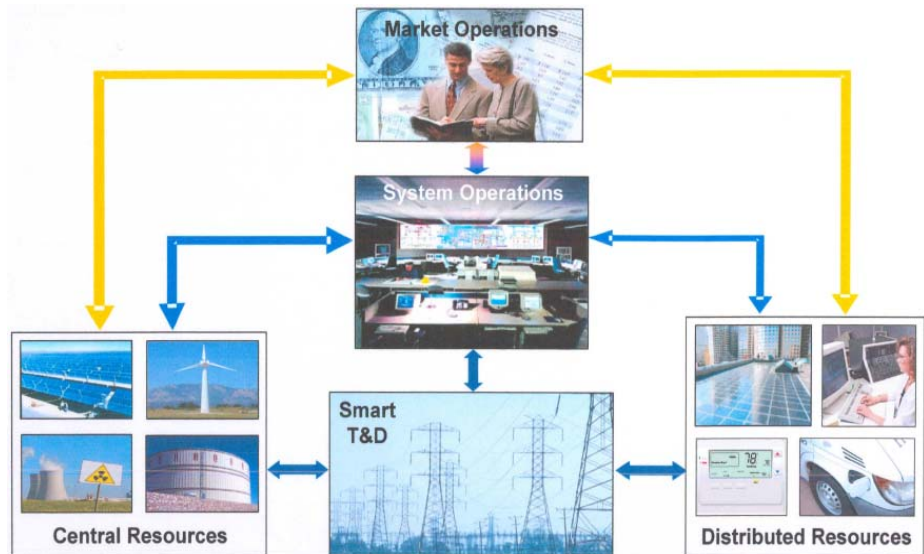 Market Operations
System Operations
Smart
T&D
78
Central Resources
Distributed Resources